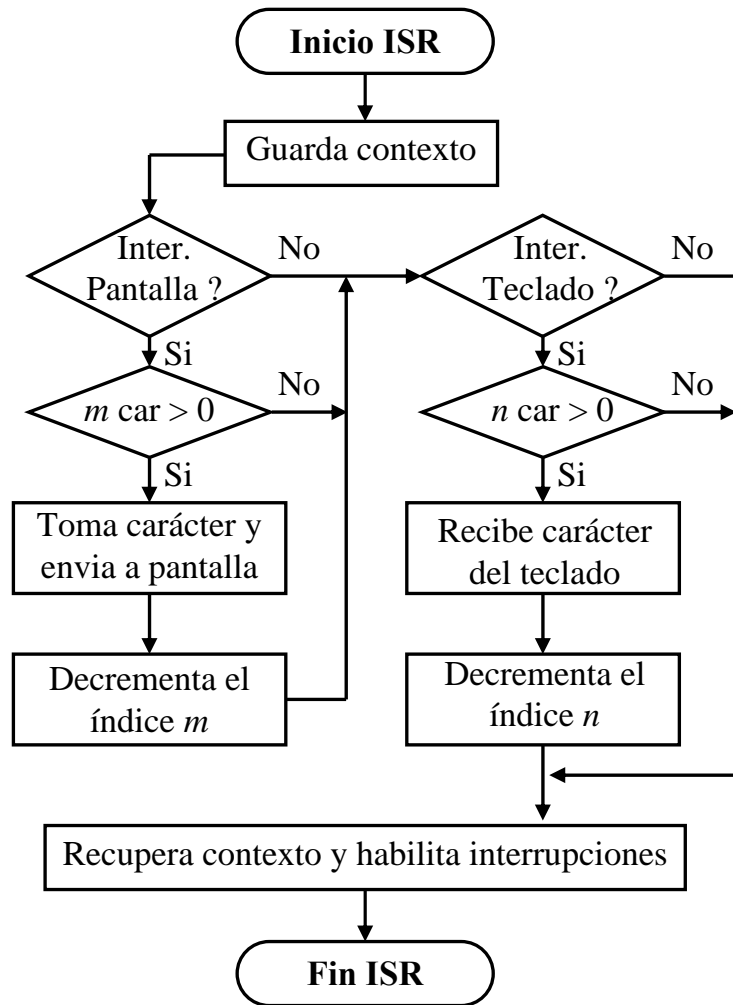 Inicio ISR
Guarda contexto
Inter.
Pantalla ?
No
Si
m car > 0
No
Si
Toma carácter y
envia a pantalla
Decrementa el
índice m
Inter.
Teclado ?
No
Si
n car > 0
No
Si
Recibe carácter
del teclado
Decrementa el
índice n
Recupera contexto y habilita interrupciones
Fin ISR